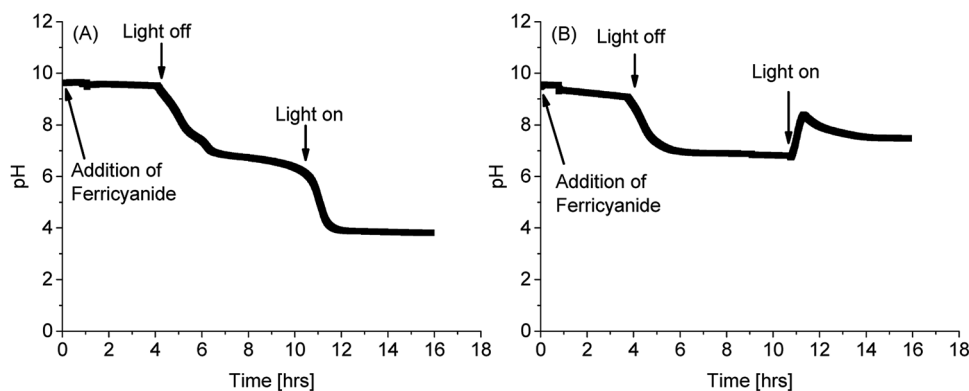 (A)
Light off
Light on
Addition of
Ferricyanide
pH
12
10
8
6
4
2
0
0 2 4 6 8 10 12 14 16 18
Time [hrs]
(B)
Light off
Light on
Addition of
Ferricyanide
pH
12
10
8
6
4
2
0
0 2 4 6 8 10 12 14 16 18
Time [hrs]